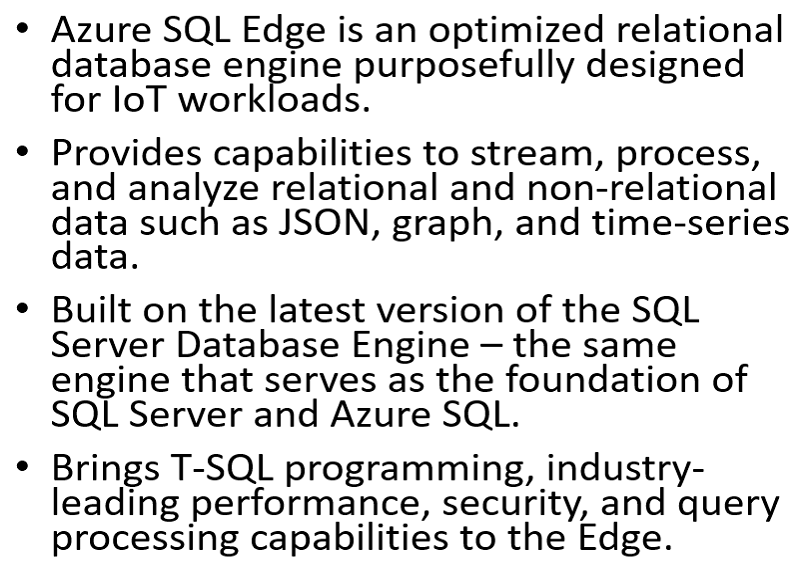 • Azure SQL Edge is an optimized relational
database engine purposefully designed
for IoT workloads.
• Provides capabilities to stream, process,
and analyze relational and non-relational
data such as JSON, graph, and time-series
data.
• Built on the latest version of the SQL
Server Database Engine – the same
engine that serves as the foundation of
SQL Server and Azure SQL.
• Brings T-SQL programming, industry-
leading performance, security, and query
processing capabilities to the Edge.